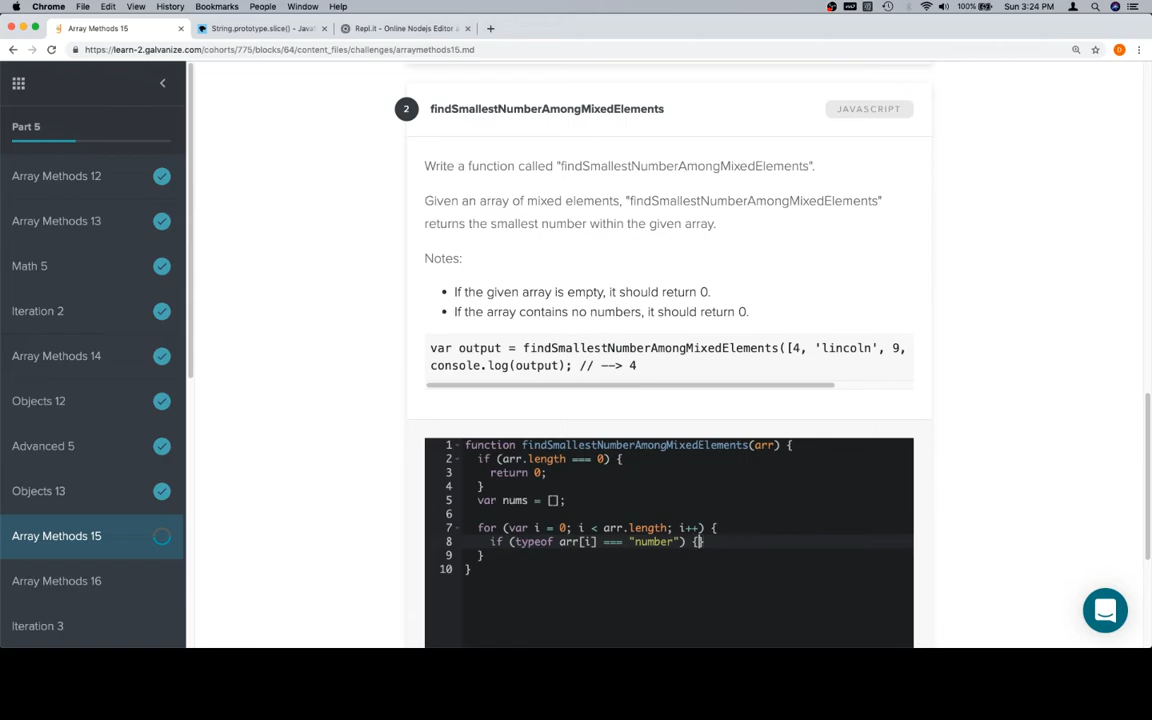 Chrome File Edit View History Bookmarks People Window Help 100% Sun 3:24 PM
Array Methods 15 String.prototype.slice() - Java Repl.it - Online Nodejs Editor
https://learn-2.galvanize.com/cohorts/775/blocks/64/content_files/challenges/arraymethods15.md
Part 5
Array Methods 12
Array Methods 13
Math 5
Iteration 2
Array Methods 14
Objects 12
Advanced 5
Objects 13
Array Methods 15
Array Methods 16
Iteration 3
2 findSmallestNumberAmongMixedElements JAVASCRIPT
Write a function called "findSmallestNumberAmongMixedElements".
Given an array of mixed elements, "findSmallestNumberAmongMixedElements"
returns the smallest number within the given array.
Notes:
• If the given array is empty, it should return 0.
• If the array contains no numbers, it should return 0.
var output = findSmallestNumberAmongMixedElements([4, 'lincoln', 9,
console.log(output); // --> 4
1 function findSmallestNumberAmongMixedElements(arr) {
2 if (arr.length === 0) {
3 return 0;
4 }
5 var nums = [];
6
7 for (var i = 0; i < arr.length; i++) {
8 if (typeof arr[i] === "number") {}
9 }
10 }